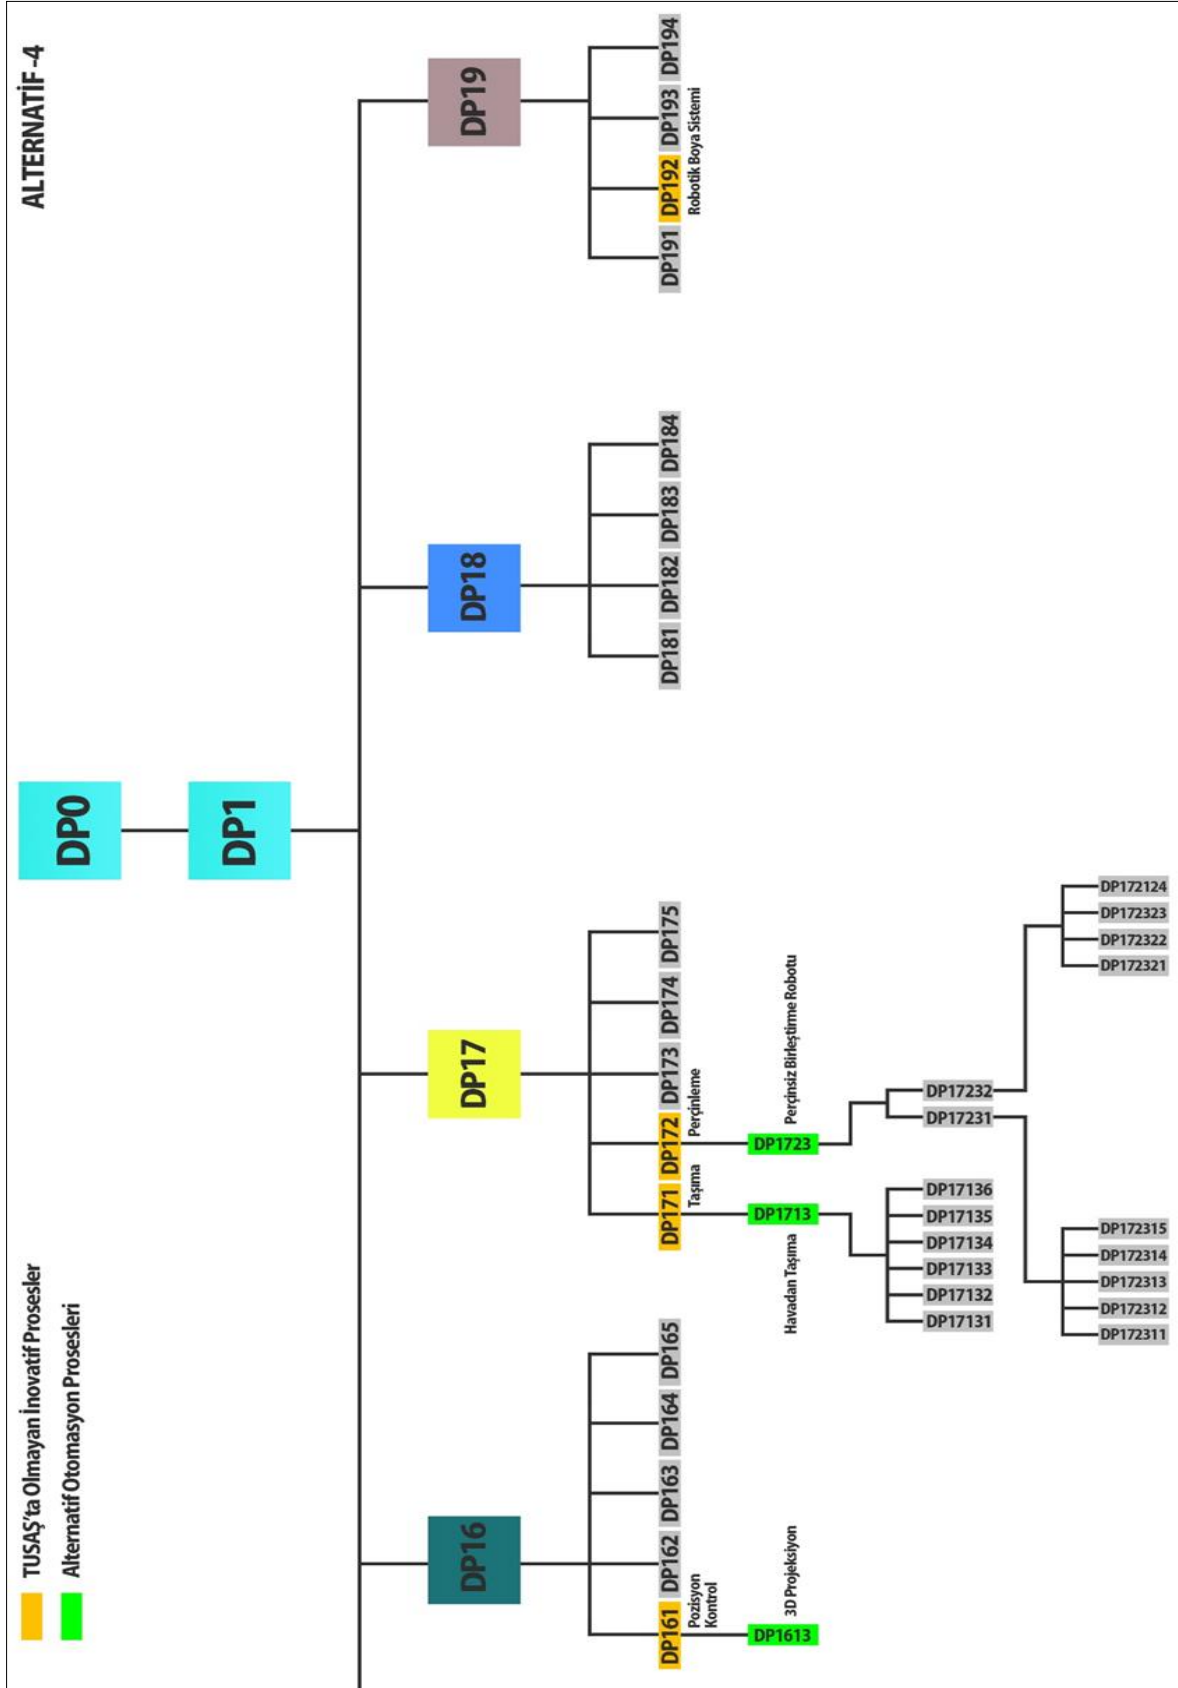 ALTERNATİF-4
TUSAŞ'ta Olmayan İnovatif Prosesler
Alternatif Otomasyon Prosesleri
DP0
DP1
DP16
DP17
DP18
DP19
DP161
DP162
DP163
DP164
DP165
Pozisyon
Kontrol
DP171
DP172
DP173
DP174
DP175
Taşıma
Perçinleme
DP181
DP182
DP183
DP184
DP191
DP192
DP193
DP194
Robotik Boya Sistemi
DP1613
3D Projeksiyon
DP1713
Havadan Taşıma
DP1723
Perçinsiz Birleştirme Robotu
DP17131
DP17132
DP17133
DP17134
DP17135
DP17136
DP17231
DP17232
DP172311
DP172312
DP172313
DP172314
DP172315
DP172321
DP172322
DP172323
DP172124